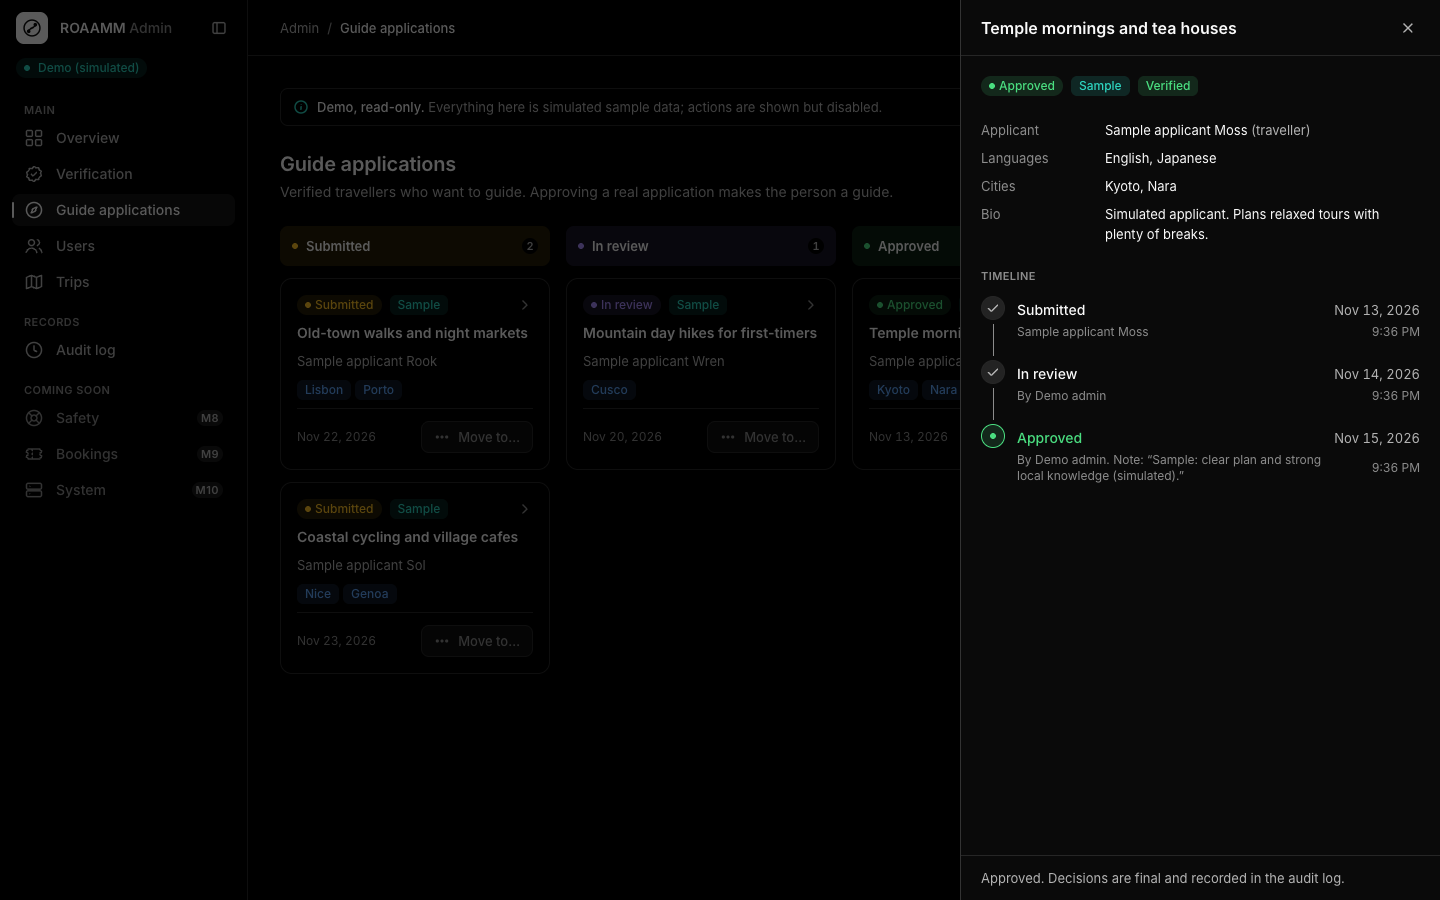 ROAAMM Admin
Demo (simulated)
MAIN
Overview
Verification
Guide applications
Users
Trips
RECORDS
Audit log
COMING SOON
Safety M8
Bookings M9
System M10
Admin / Guide applications
Demo, read-only. Everything here is simulated sample data; actions are shown but disabled.
Guide applications
Verified travellers who want to guide. Approving a real application makes the person a guide.
Submitted 2
Submitted Sample
Old-town walks and night markets
Sample applicant Rook
Lisbon Porto
Nov 22, 2026 ••• Move to...
Submitted Sample
Coastal cycling and village cafes
Sample applicant Sol
Nice Genoa
Nov 23, 2026 ••• Move to...
In review 1
In review Sample
Mountain day hikes for first-timers
Sample applicant Wren
Cusco
Nov 20, 2026 ••• Move to...
Approved
Approved
Temple morni
Sample applica
Kyoto Nara
Nov 13, 2026
Temple mornings and tea houses
Approved Sample Verified
Applicant Sample applicant Moss (traveller)
Languages English, Japanese
Cities Kyoto, Nara
Bio Simulated applicant. Plans relaxed tours with
plenty of breaks.
TIMELINE
Submitted Nov 13, 2026
Sample applicant Moss 9:36 PM
In review Nov 14, 2026
By Demo admin 9:36 PM
Approved Nov 15, 2026
By Demo admin. Note: “Sample: clear plan and strong
local knowledge (simulated).” 9:36 PM
Approved. Decisions are final and recorded in the audit log.